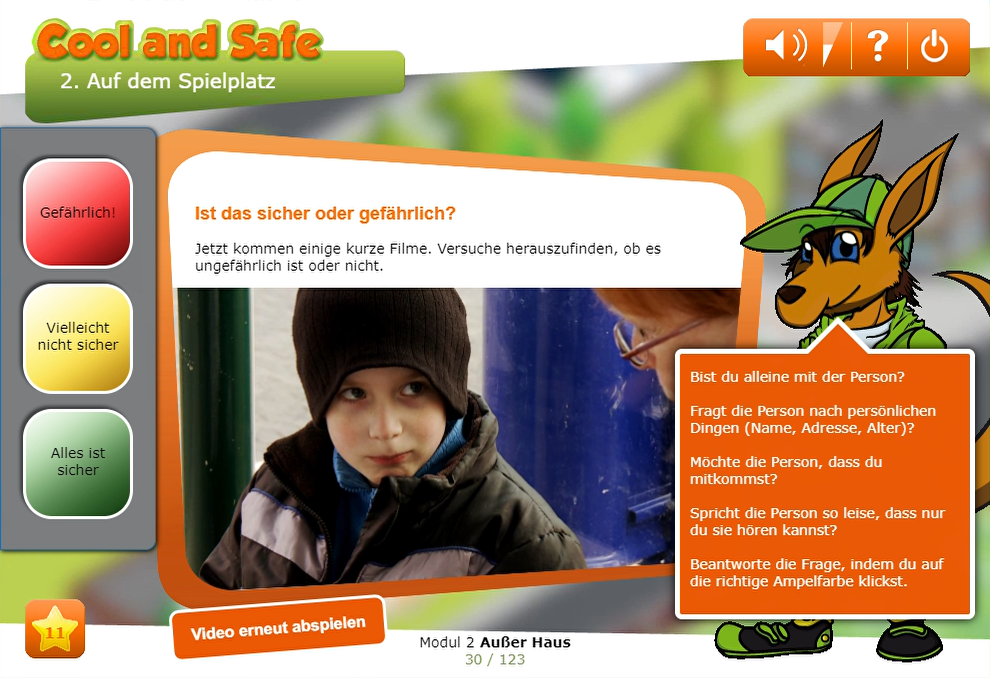 Cool and Safe
2. Auf dem Spielplatz
?
Gefährlich!
Vielleicht
nicht sicher
Alles ist
sicher
Ist das sicher oder gefährlich?
Jetzt kommen einige kurze Filme. Versuche herauszufinden, ob es
ungefährlich ist oder nicht.
Bist du alleine mit der Person?
Fragt die Person nach persönlichen
Dingen (Name, Adresse, Alter)?
Möchte die Person, dass du
mitkommst?
Spricht die Person so leise, dass nur
du sie hören kannst?
Beantworte die Frage, indem du auf
die richtige Ampelfarbe klickst.
11
Video erneut abspielen
Modul 2 Außer Haus
30 / 123